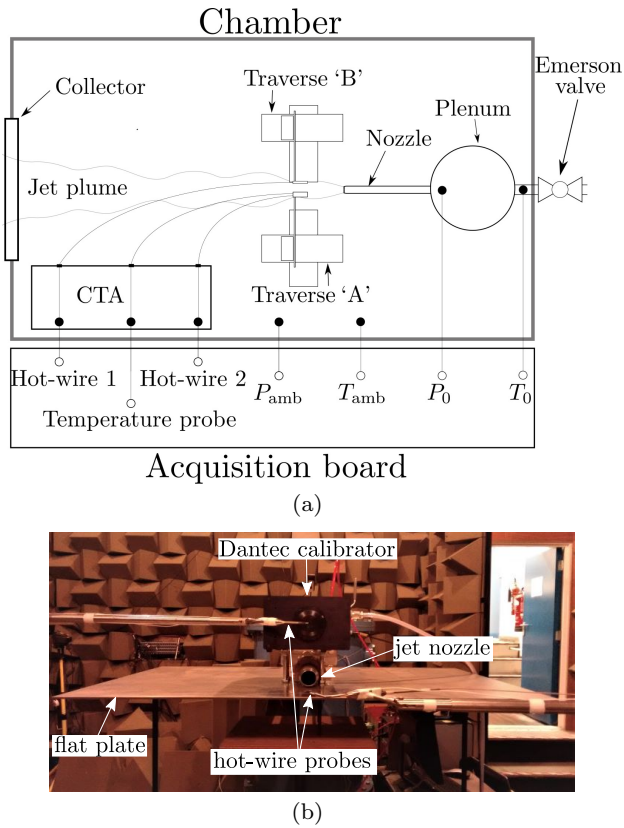 Chamber
Emerson
valve
Traverse ‘B’
Collector
Plenum
Nozzle
Jet plume
CTA
Traverse ‘A’
Hot-wire 1
Hot-wire 2
Temperature probe
P_amb
T_amb
P_0
T_0
Acquisition board
(a)
Dantec calibrator
jet nozzle
flat plate
hot-wire probes
(b)